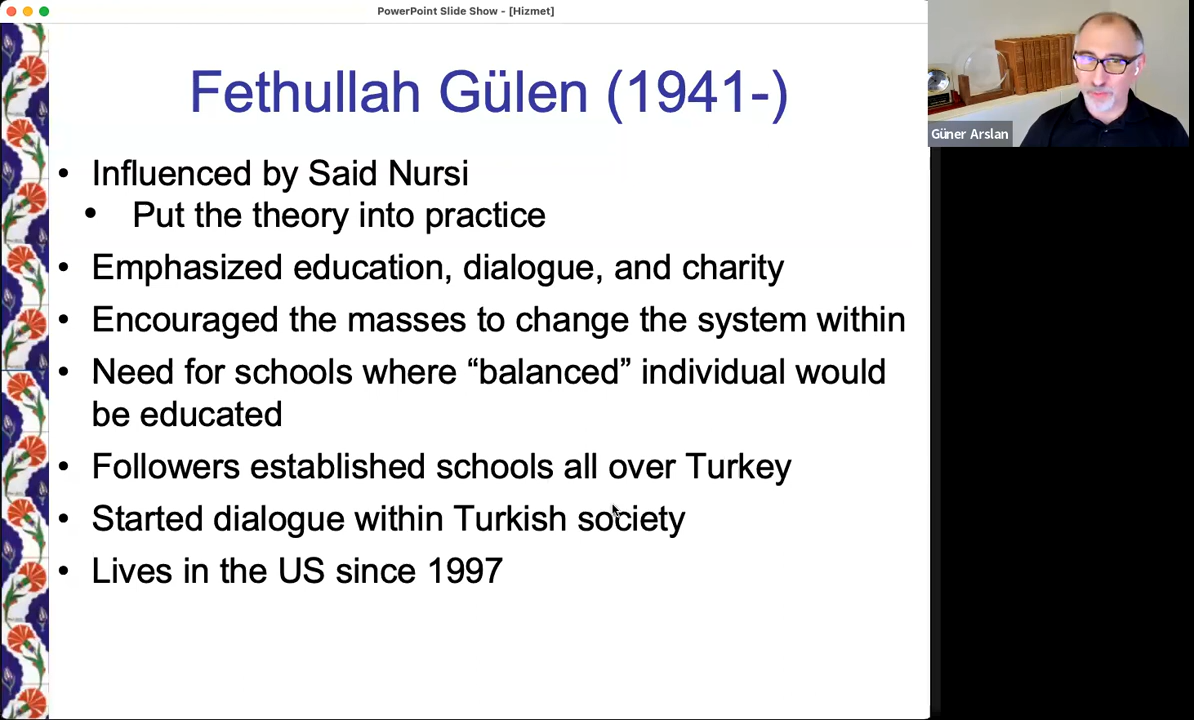 PowerPoint Slide Show - [Hizmet]
Fethullah Gülen (1941-)
• Influenced by Said Nursi
• Put the theory into practice
• Emphasized education, dialogue, and charity
• Encouraged the masses to change the system within
• Need for schools where “balanced” individual would
be educated
• Followers established schools all over Turkey
• Started dialogue within Turkish society
• Lives in the US since 1997
Güner Arslan